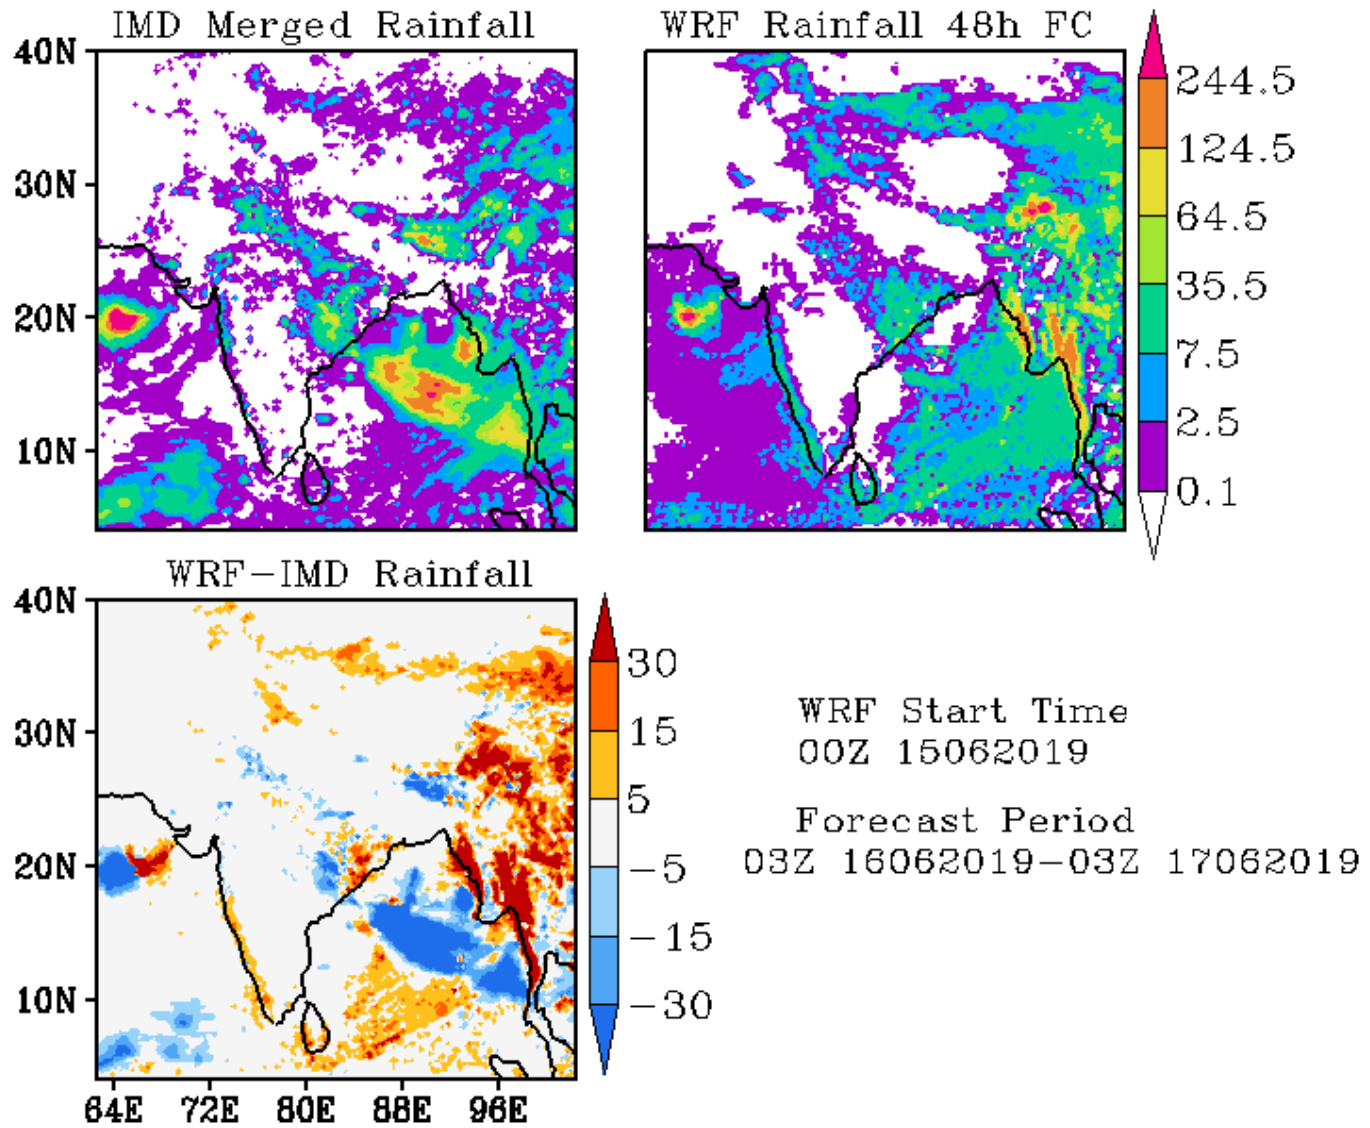 IMD Merged Rainfall
WRF Rainfall 48h FC
40N
30N
20N
10N
244.5
124.5
64.5
35.5
7.5
2.5
0.1
WRF-IMD Rainfall
40N
30N
20N
10N
64E 72E 80E 88E 96E
30
15
5
-5
-15
-30
WRF Start Time
00Z 15062019
Forecast Period
03Z 16062019-03Z 17062019